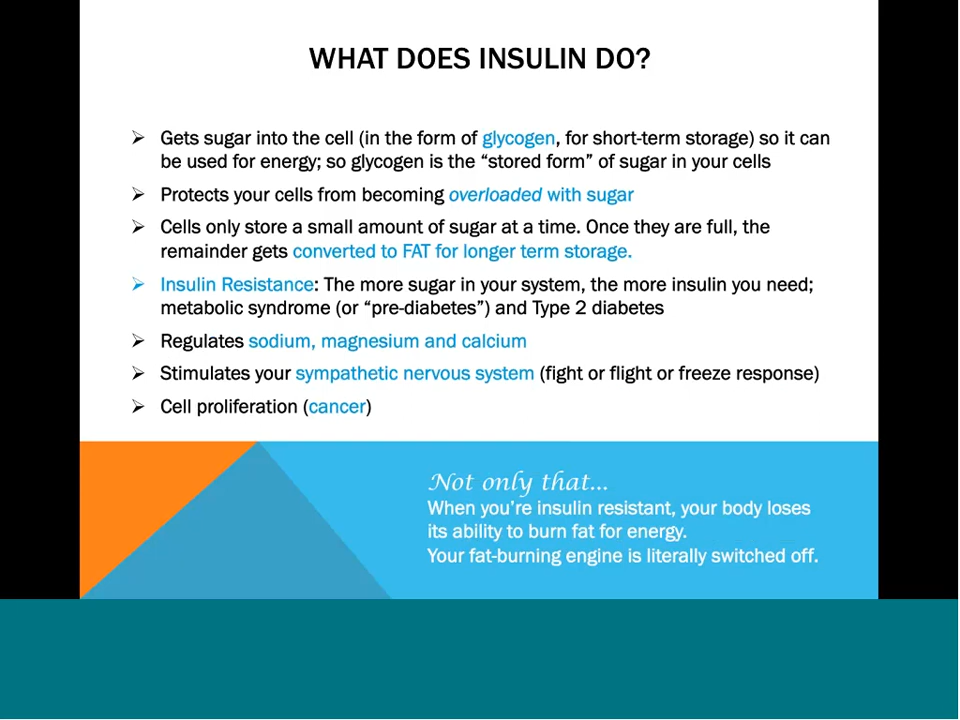 WHAT DOES INSULIN DO?
➢ Gets sugar into the cell (in the form of glycogen, for short-term storage) so it can
be used for energy; so glycogen is the “stored form” of sugar in your cells
➢ Protects your cells from becoming overloaded with sugar
➢ Cells only store a small amount of sugar at a time. Once they are full, the
remainder gets converted to FAT for longer term storage.
➢ Insulin Resistance: The more sugar in your system, the more insulin you need;
metabolic syndrome (or “pre-diabetes”) and Type 2 diabetes
➢ Regulates sodium, magnesium and calcium
➢ Stimulates your sympathetic nervous system (fight or flight or freeze response)
➢ Cell proliferation (cancer)
Not only that...
When you’re insulin resistant, your body loses
its ability to burn fat for energy.
Your fat-burning engine is literally switched off.